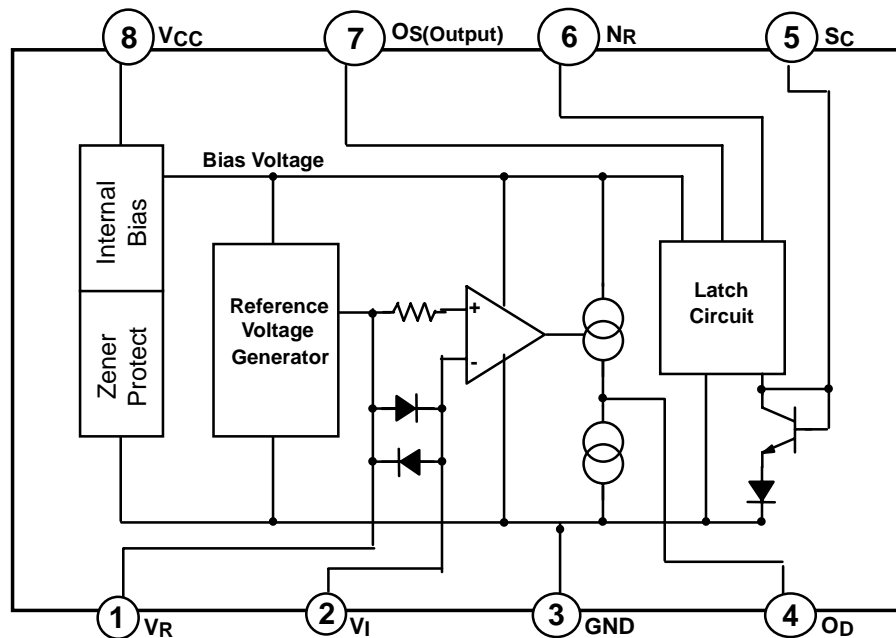 8 VCC
7 OS(Output)
6 NR
5 SC
Bias Voltage
Internal
Bias
Zener
Protect
Reference
Voltage
Generator
+
-
Latch
Circuit
1 VR
2 VI
3 GND
4 OD